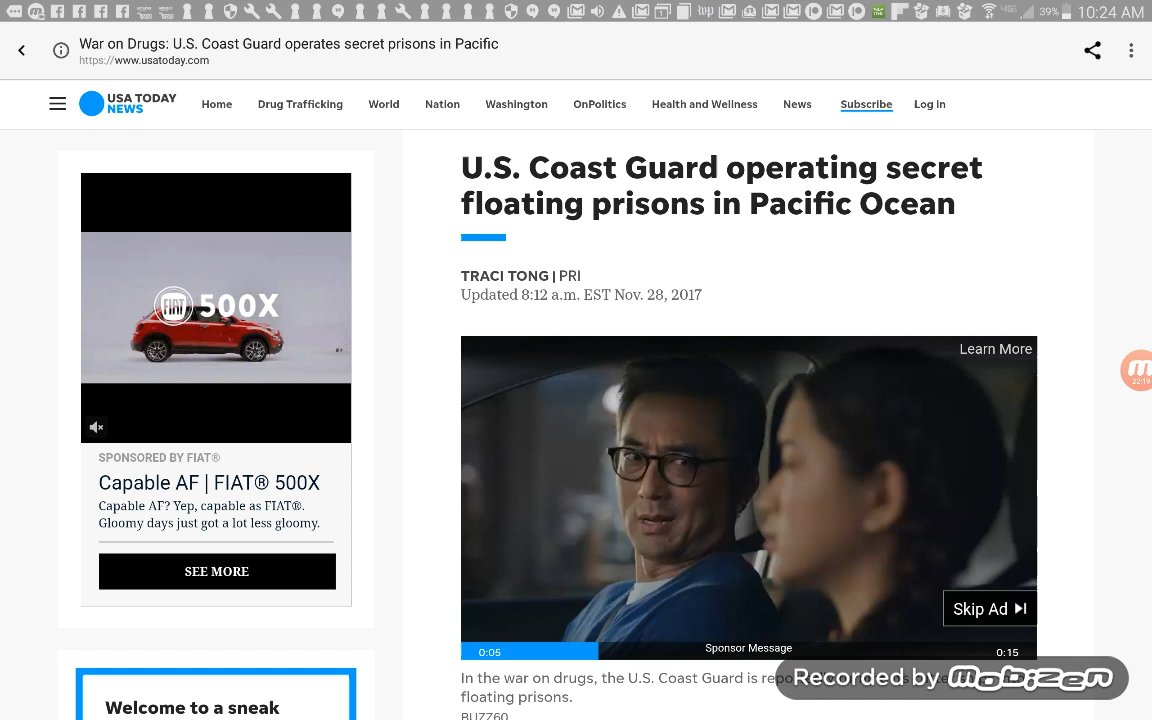 39%
10:24 AM
War on Drugs: U.S. Coast Guard operates secret prisons in Pacific
https://www.usatoday.com
USA TODAY
NEWS
Home
Drug Trafficking
World
Nation
Washington
OnPolitics
Health and Wellness
News
Subscribe
Log in
U.S. Coast Guard operating secret
floating prisons in Pacific Ocean
TRACI TONG | PRI
Updated 8:12 a.m. EST Nov. 28, 2017
FIAT 500X
SPONSORED BY FIAT®
Capable AF | FIAT® 500X
Capable AF? Yep, capable as FIAT®.
Gloomy days just got a lot less gloomy.
SEE MORE
Learn More
22:19
Skip Ad
0:05
Sponsor Message
0:15
In the war on drugs, the U.S. Coast Guard is
floating prisons.
BUZZ60
Recorded by Mobizen
Welcome to a sneak